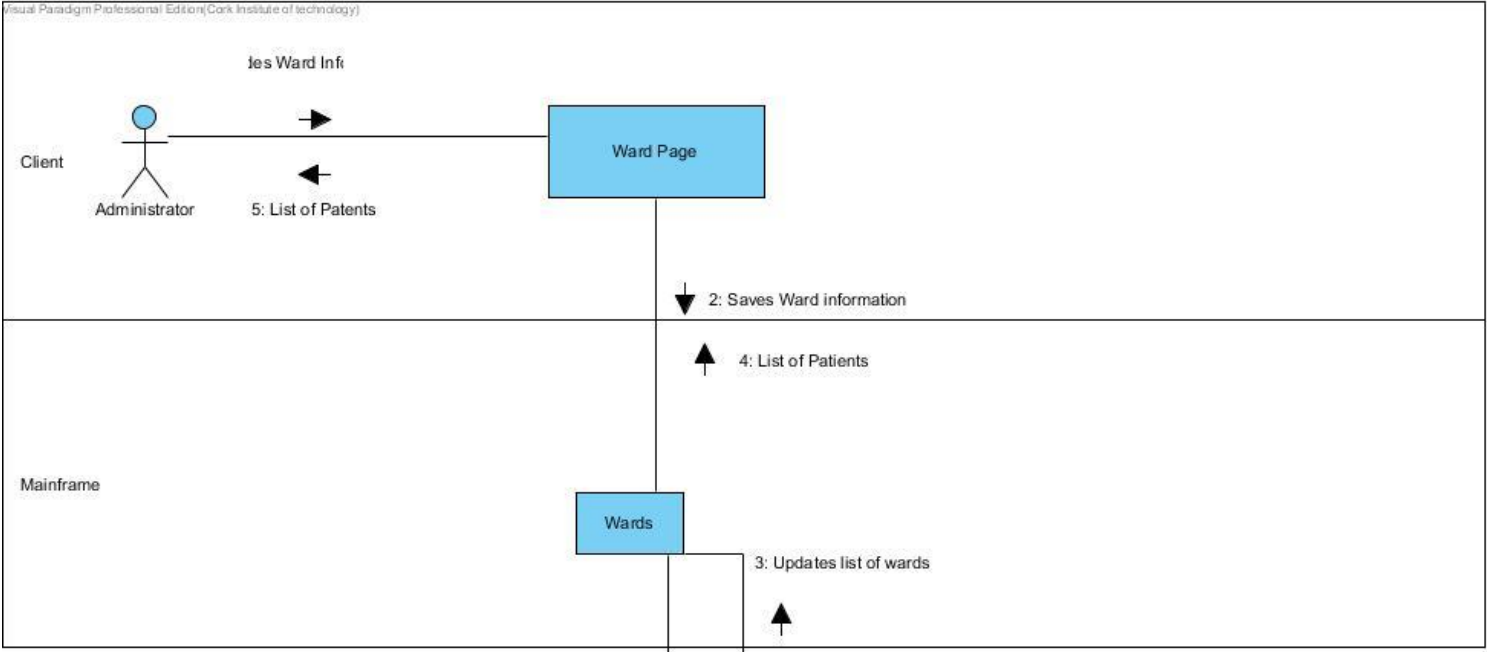 Visual Paradigm Professional Edition(Cork Institute of technology)
des Ward Info
Client
Ward Page
Administrator
5: List of Patents
2: Saves Ward information
4: List of Patients
Mainframe
Wards
3: Updates list of wards